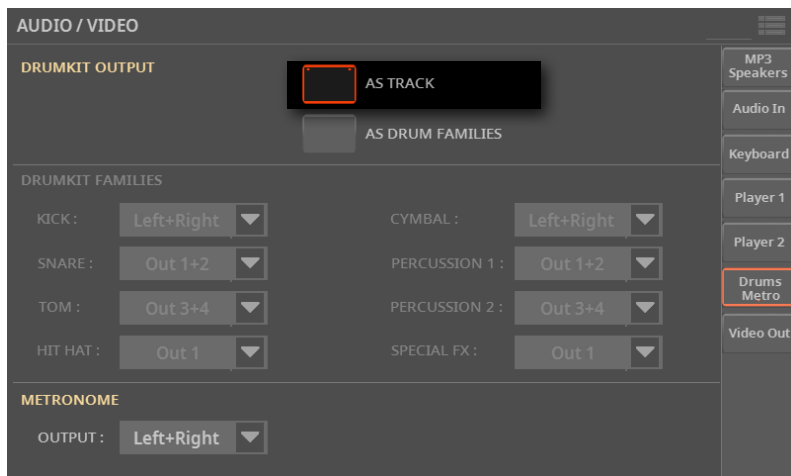 AUDIO / VIDEO
DRUMKIT OUTPUT
AS TRACK
AS DRUM FAMILIES
DRUMKIT FAMILIES
KICK : Left+Right CYMBAL : Left+Right
SNARE : Out 1+2 PERCUSSION 1 : Out 1+2
TOM : Out 3+4 PERCUSSION 2 : Out 3+4
HIT HAT : Out 1 SPECIAL FX : Out 1
METRONOME
OUTPUT : Left+Right
MP3
Speakers
Audio In
Keyboard
Player 1
Player 2
Drums
Metro
Video Out